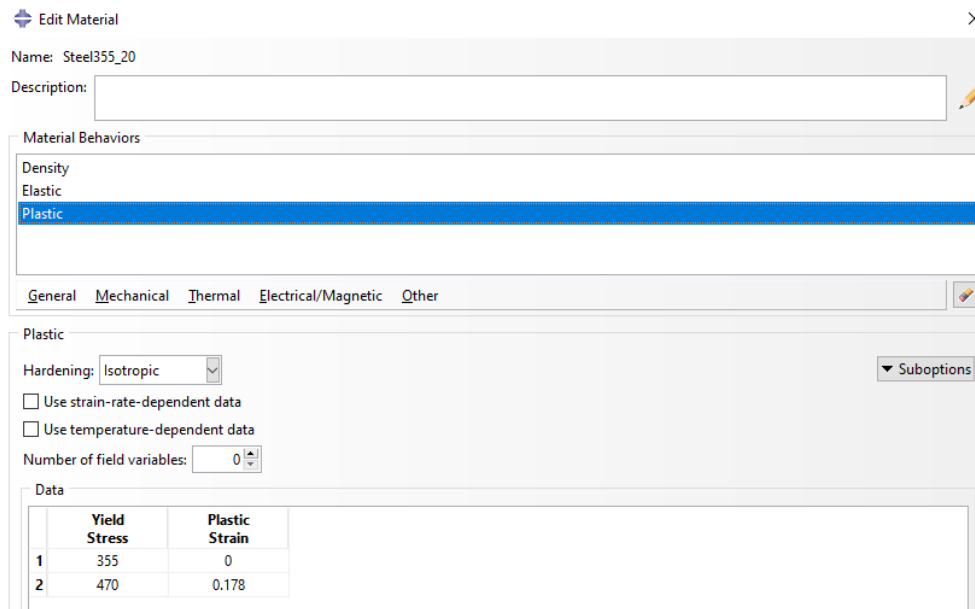 Edit Material
Name: Steel355_20
Description:
Material Behaviors
Density
Elastic
Plastic
General Mechanical Thermal Electrical/Magnetic Other
Plastic
Hardening: Isotropic Suboptions
Use strain-rate-dependent data
Use temperature-dependent data
Number of field variables: 0
Data
Yield Plastic
Stress Strain
1 355 0
2 470 0.178